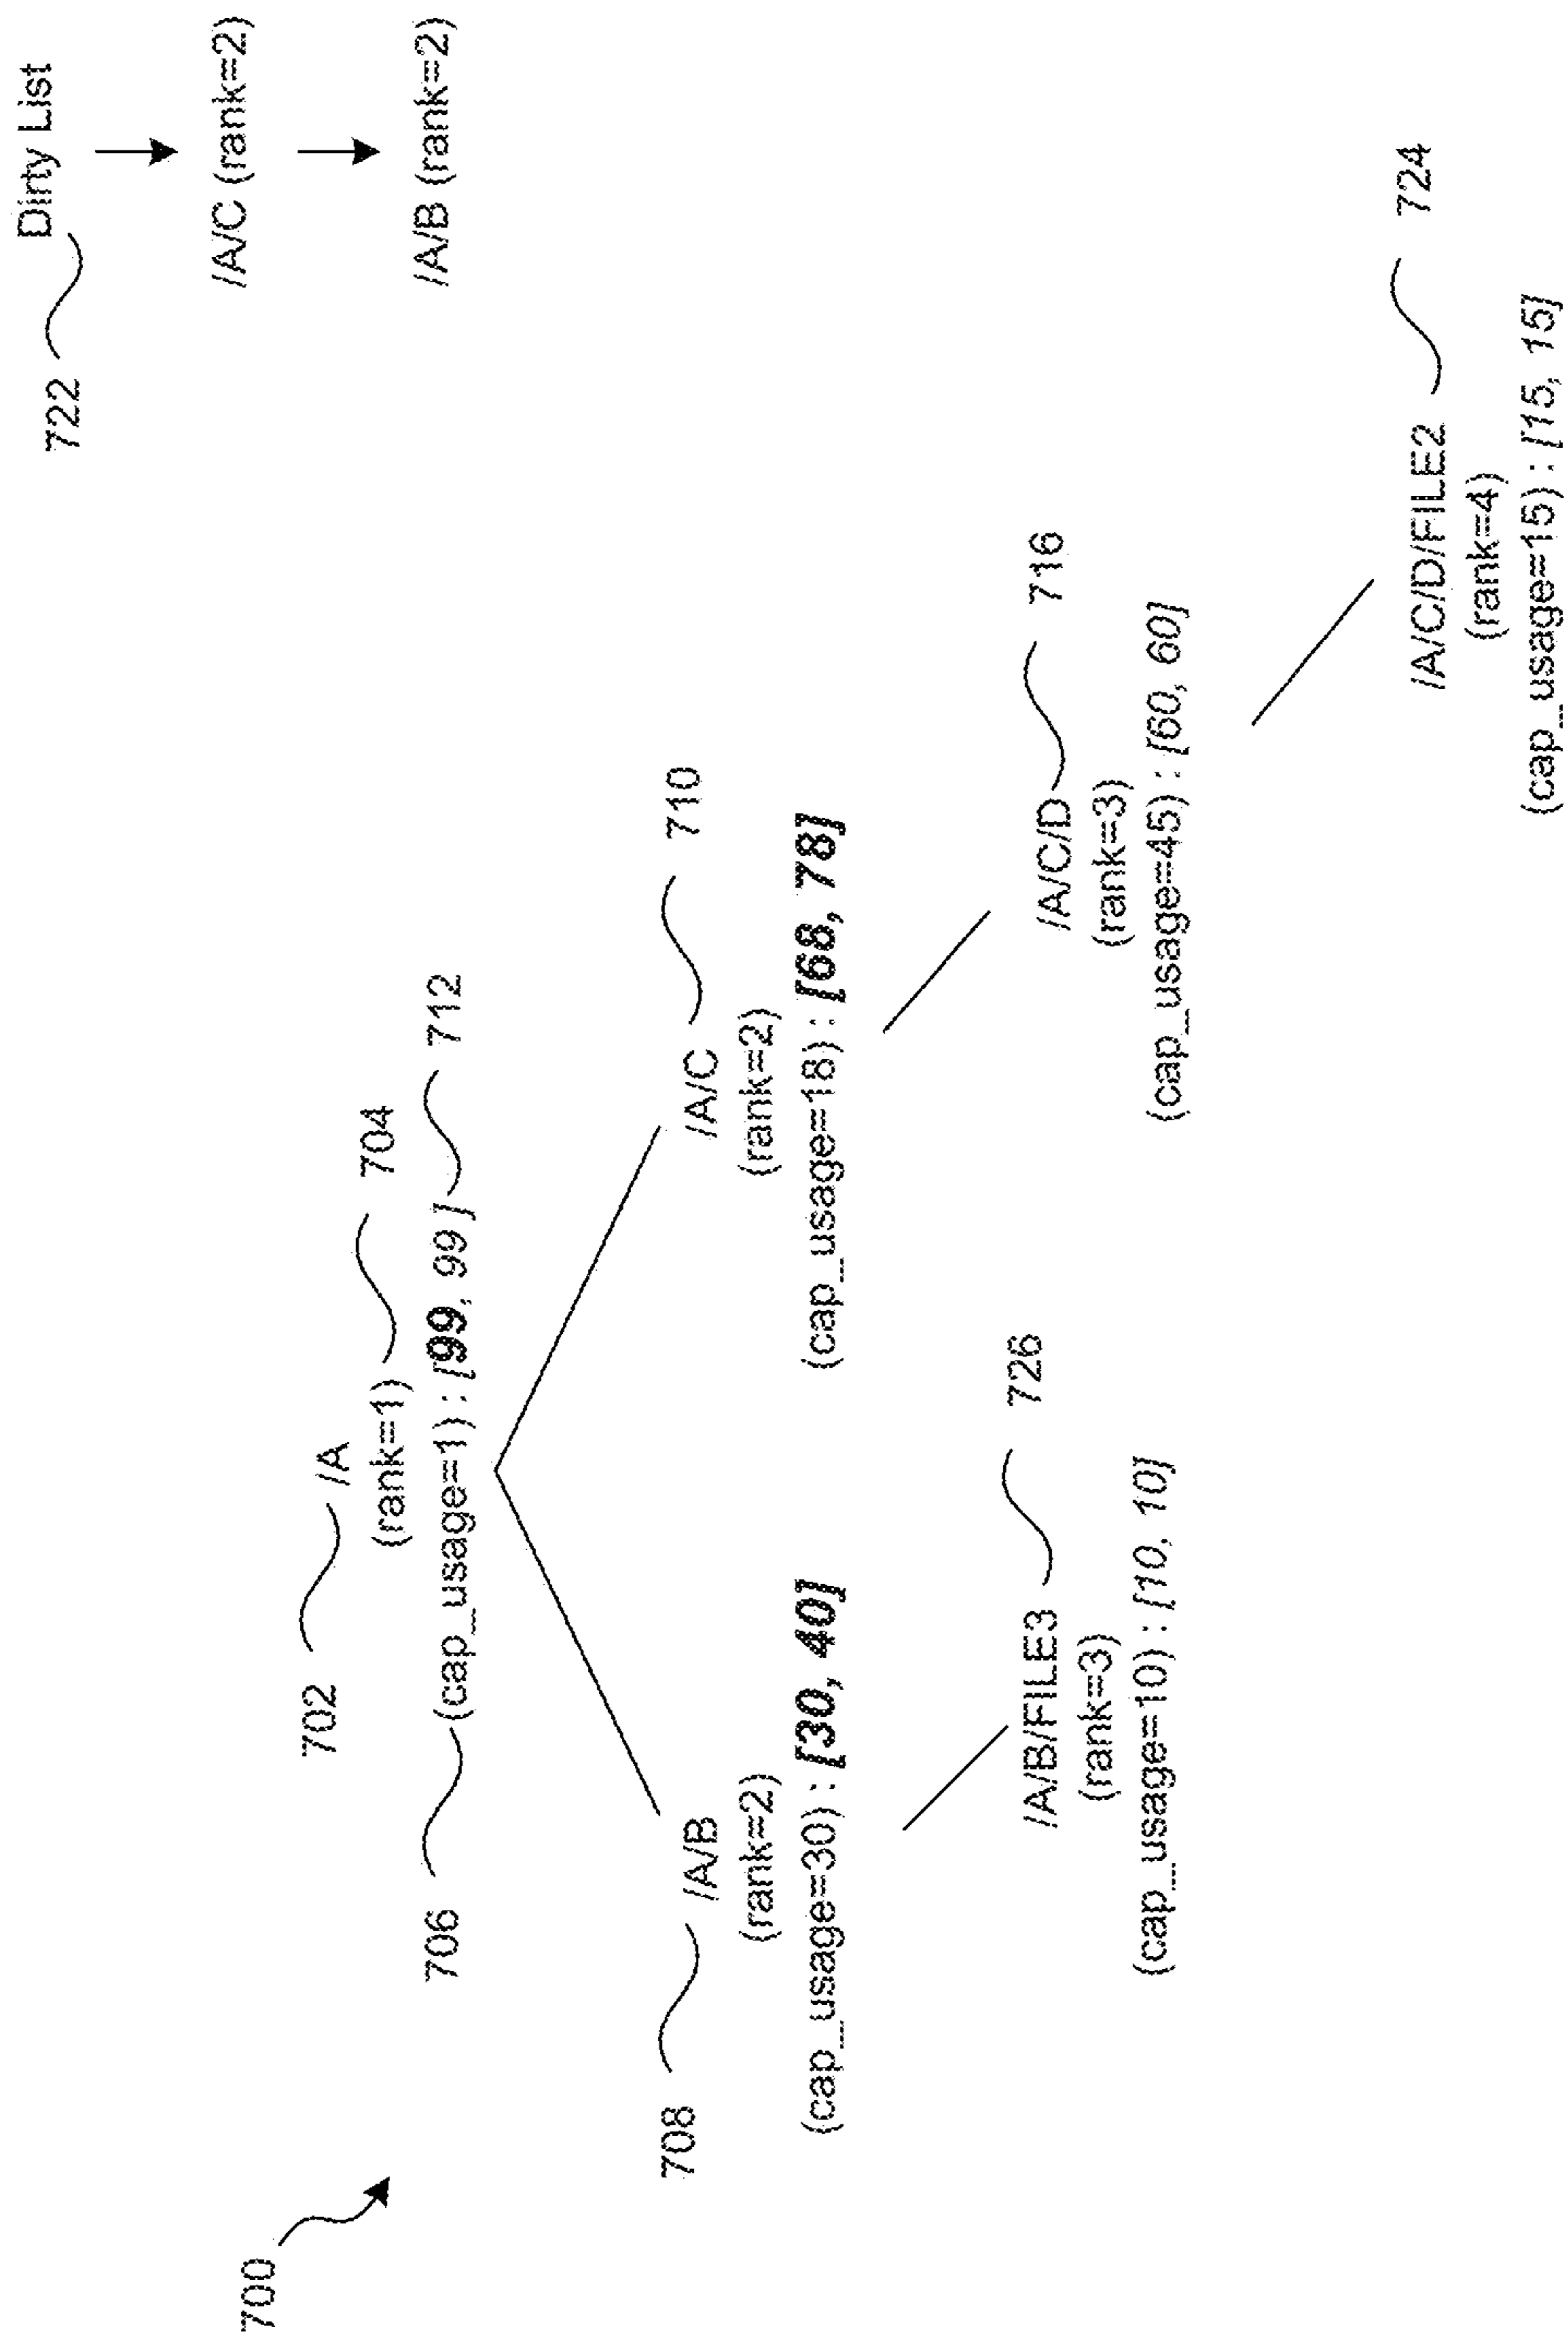 700
Dirty List
722
/A/C (rank=2)
/A/B (rank=2)
702
/A
704
(rank=1)
706
(cap_usage=1) : [99, 99]
712
708
/A/B
(rank=2)
(cap_usage=30) : [30, 40]
710
/A/C
(rank=2)
(cap_usage=18) : [68, 78]
726
/A/B/FILE3
(rank=3)
(cap_usage=10) : [10, 10]
716
/A/C/D
(rank=3)
(cap_usage=45) : [60, 60]
724
/A/C/D/FILE2
(rank=4)
(cap_usage=15) : [15, 15]